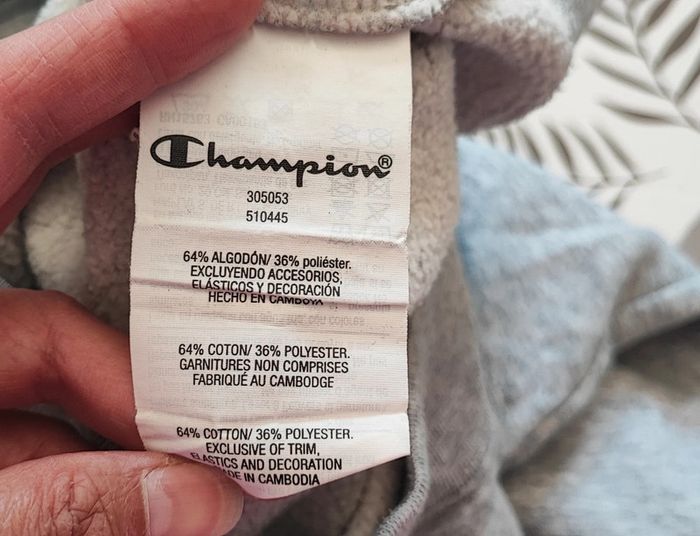 Champion®
305053
510445
64% ALGODÓN/ 36% poliéster.
EXCLUYENDO ACCESORIOS,
ELÁSTICOS Y DECORACIÓN
HECHO EN CAMBOYA
64% COTON/ 36% POLYESTER.
GARNITURES NON COMPRISES
FABRIQUÉ AU CAMBODGE
64% COTTON/ 36% POLYESTER.
EXCLUSIVE OF TRIM,
ELASTICS AND DECORATION
MADE IN CAMBODIA